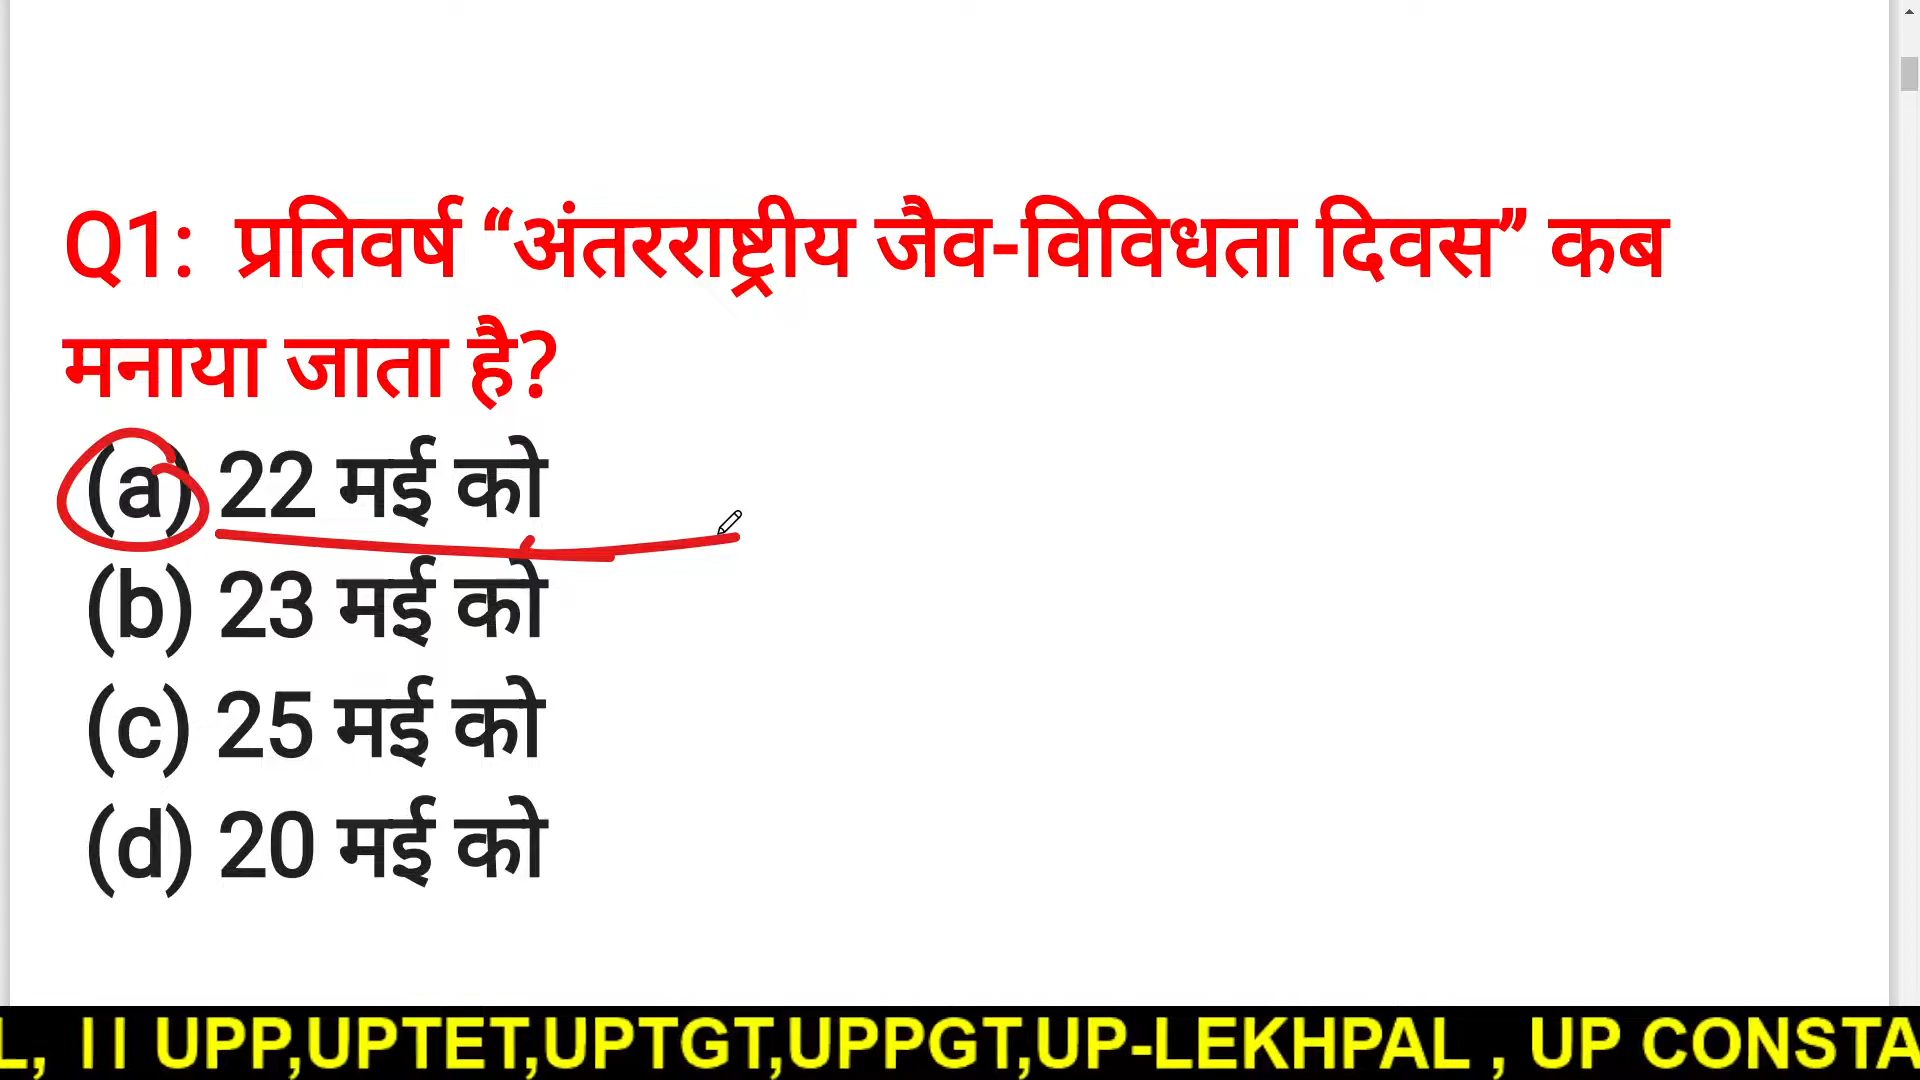 Q1: प्रतिवर्ष “अंतरराष्ट्रीय जैव-विविधता दिवस” कब
मनाया जाता है?
(a) 22 मई को
(b) 23 मई को
(c) 25 मई को
(d) 20 मई को
L, II UPP,UPTET,UPTGT,UPPGT,UP-LEKHPAL , UP CONSTA